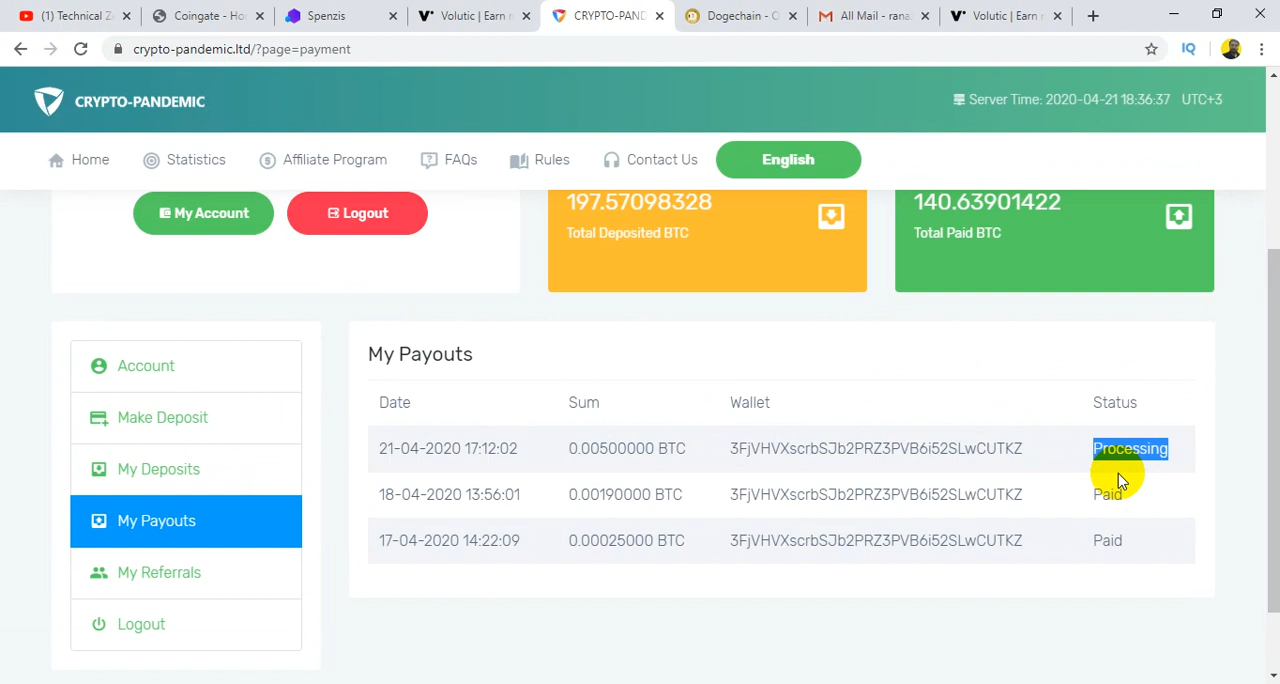 (1) Technical Z
Coingate - Ho
Spenzis
Volutic | Earn r
CRYPTO-PAND
Dogechain - O
All Mail - rana
Volutic | Earn r
crypto-pandemic.ltd/?page=payment
IQ
CRYPTO-PANDEMIC
Server Time: 2020-04-21 18:36:37 UTC+3
Home
Statistics
Affiliate Program
FAQs
Rules
Contact Us
English
My Account
Logout
197.57098328
Total Deposited BTC
140.63901422
Total Paid BTC
Account
Make Deposit
My Deposits
My Payouts
My Referrals
Logout
My Payouts
Date Sum Wallet Status
21-04-2020 17:12:02 0.00500000 BTC 3FjVHVXscrbSJb2PRZ3PVB6i52SLwCUTKZ Processing
18-04-2020 13:56:01 0.00190000 BTC 3FjVHVXscrbSJb2PRZ3PVB6i52SLwCUTKZ Paid
17-04-2020 14:22:09 0.00025000 BTC 3FjVHVXscrbSJb2PRZ3PVB6i52SLwCUTKZ Paid